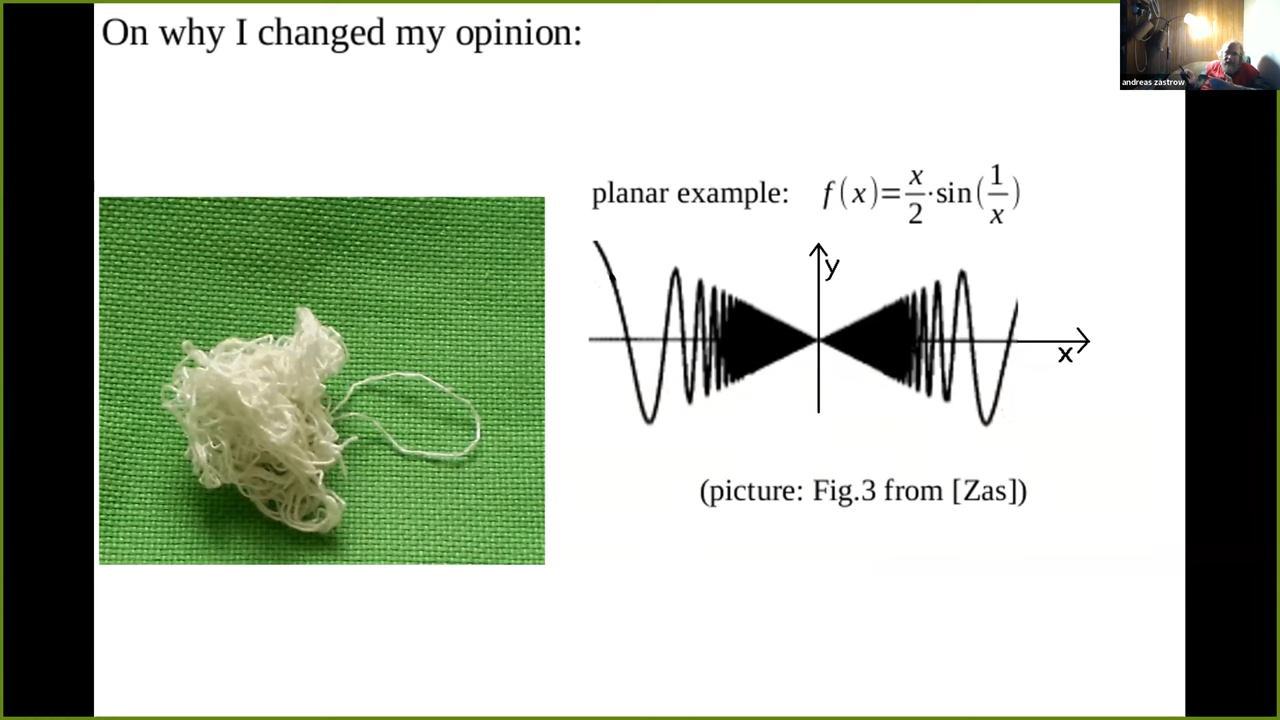 On why I changed my opinion:
andreas zastrow
planar example: f(x)=x/2·sin(1/x)
y
x
(picture: Fig.3 from [Zas])